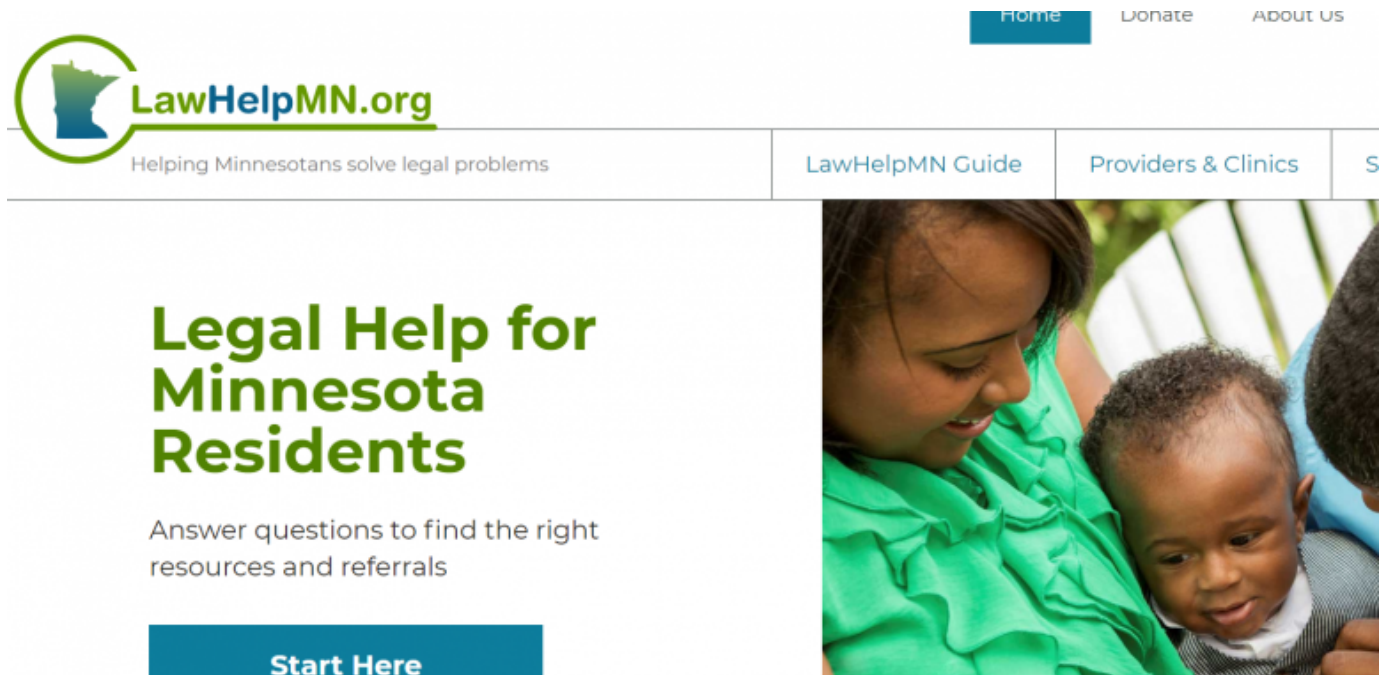 Home Donate About Us
LawHelpMN.org
Helping Minnesotans solve legal problems
LawHelpMN Guide
Providers & Clinics
Legal Help for
Minnesota
Residents
Answer questions to find the right
resources and referrals
Start Here